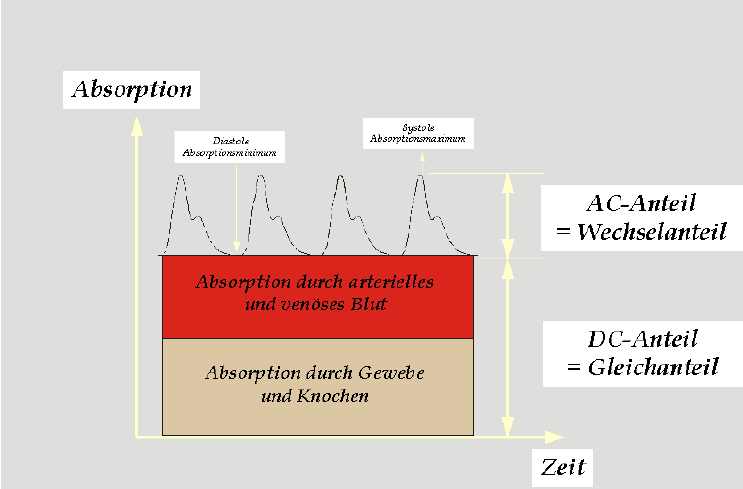 Absorption
Diastole
Absorptionsminimum
Systole
Absorptionsmaximum
AC-Anteil
= Wechselanteil
Absorption durch arterielles
und venöses Blut
DC-Anteil
= Gleichanteil
Absorption durch Gewebe
und Knochen
Zeit